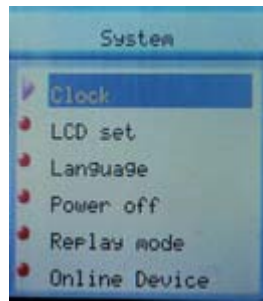 System
Clock
LCD set
Language
Power off
Replay mode
Online Device